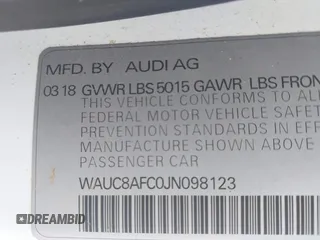 MFD. BY AUDI AG
03 18 GVWR LBS 5015 GAWR LBS FRON
THIS VEHICLE CONFORMS TO AL
FEDERAL MOTOR VEHICLE SAFET
PREVENTION STANDARDS IN EFFEC
MANUFACTURE SHOWN ABOVE
PASSENGER CAR
WAUC8AFC0JN098123
DREAMBID